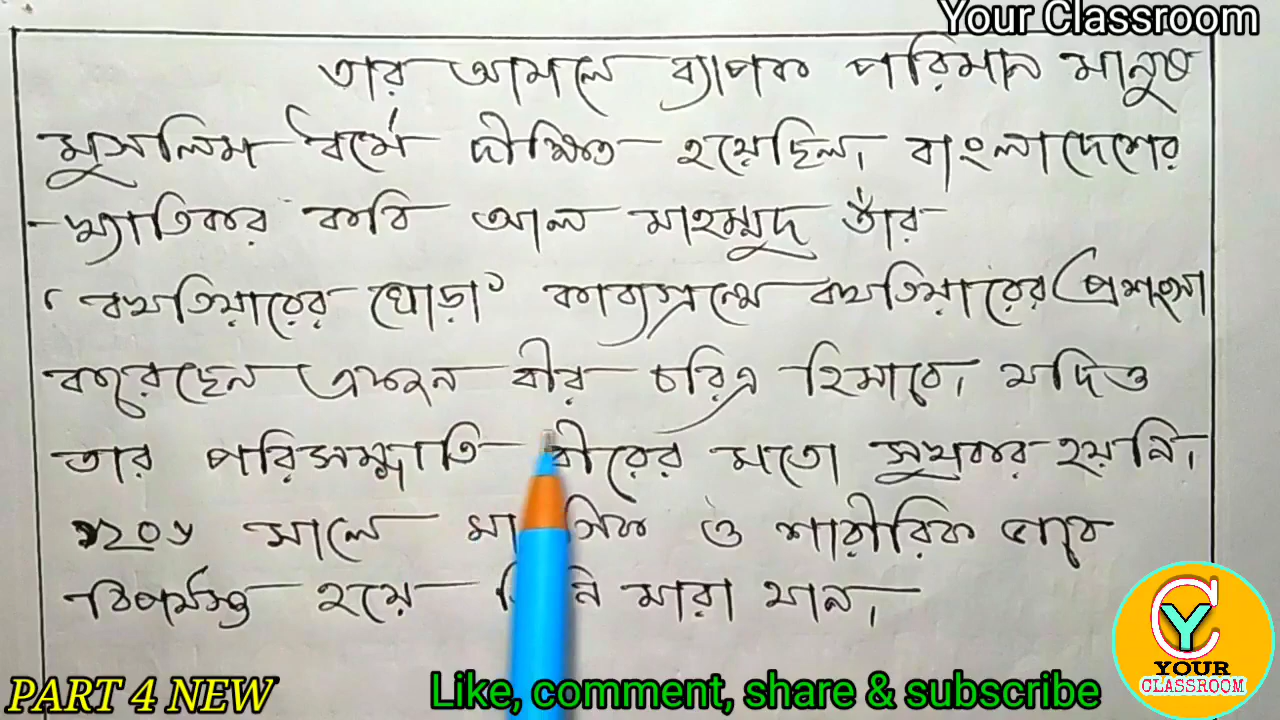 Your Classroom
তার আমলে ব্যাপক পরিমান মানুষ
মুসলিম ধর্মে দীক্ষিত হয়েছিল। বাংলাদেশের
খ্যাতিকার কবি আল মাহমুদ তাঁর
'বখতিয়ারের ঘোড়া' কাব্যগ্রন্থে বখতিয়ারের প্রশংসা
করেছেন একজন বীর চরিত্র হিসাবে। যদিও
তার পরিসমাপ্তি বীরের মতো সুখকর হয়নি।
১২০৬ সালে ও শারীরিক ভাবে
বিপর্যস্ত হয়ে মারা যান।
PART 4 NEW
Like, comment, share & subscribe
C
Y
YOUR
CLASSROOM